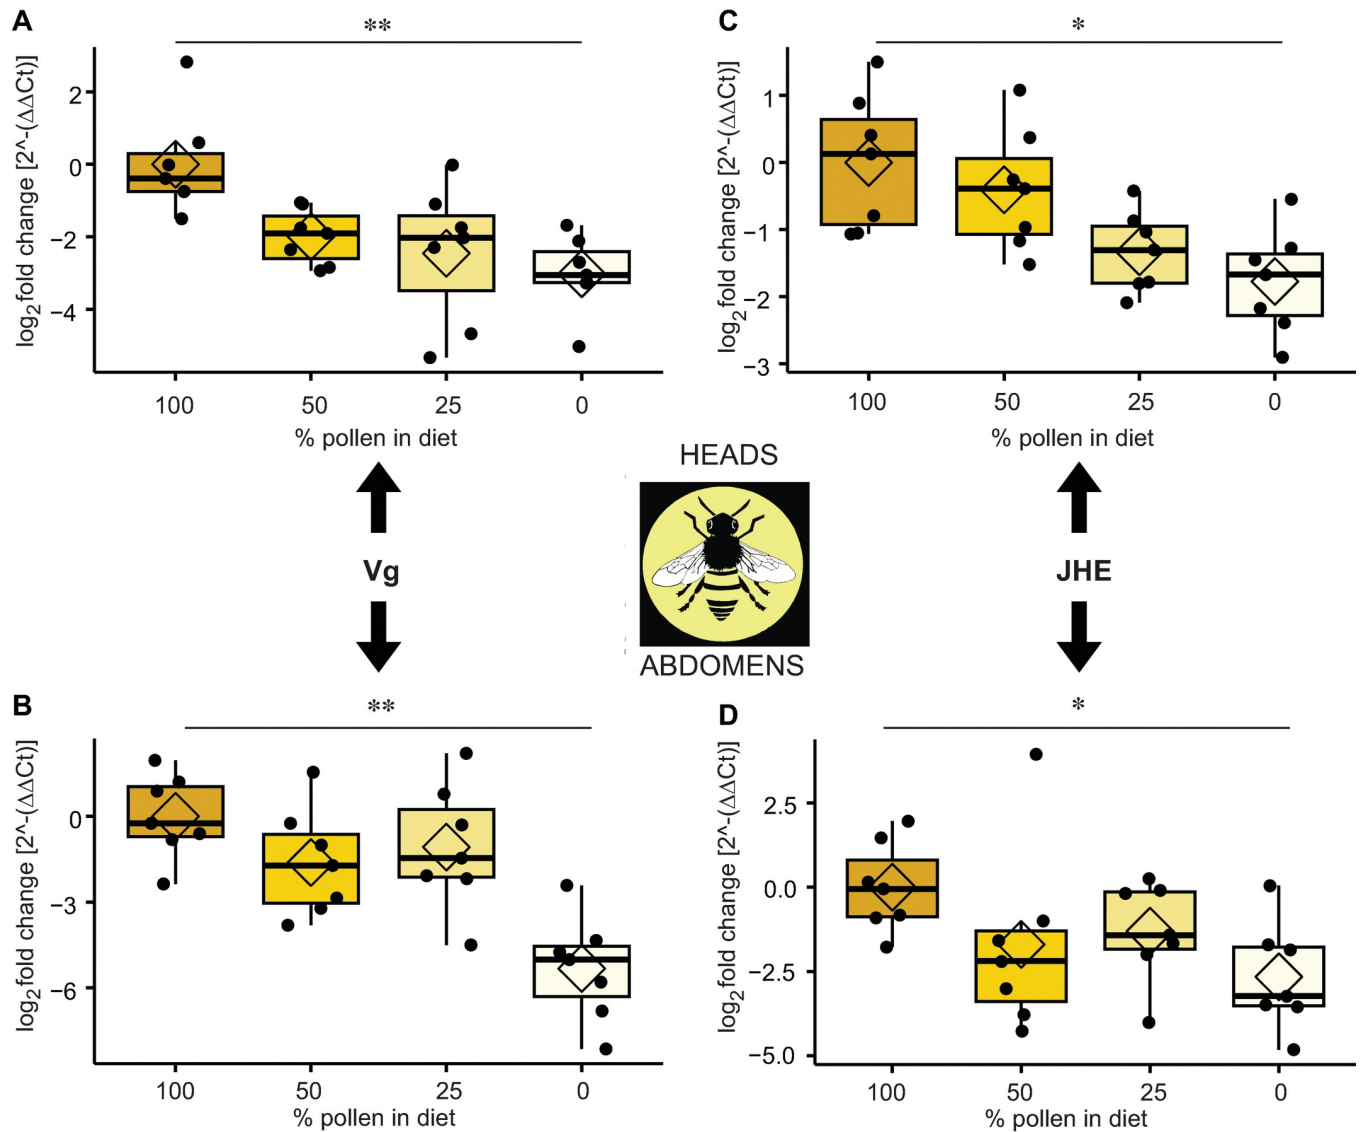 A
**
log2 fold change [2^-(ΔΔCt)]
2
0
−2
−4
100 50 25 0
% pollen in diet
C
*
log2 fold change [2^-(ΔΔCt)]
1
0
−1
−2
−3
100 50 25 0
% pollen in diet
HEADS
Vg
JHE
ABDOMENS
B
**
log2 fold change [2^-(ΔΔCt)]
0
−3
−6
100 50 25 0
% pollen in diet
D
*
log2 fold change [2^-(ΔΔCt)]
2.5
0.0
−2.5
−5.0
100 50 25 0
% pollen in diet